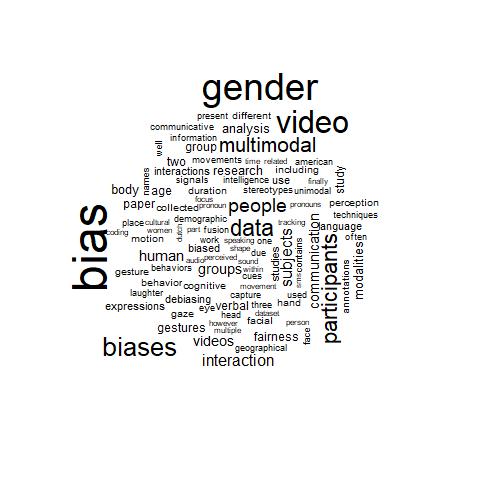 gender
present different
communicative analysis video
information
well group multimodal
two movements time related american
names interactions research including
signals intelligence use study
body age duration stereotypes unimodal
focus
paper collected pronoun people pronouns perception
place cultural demographic data tracking techniques
bias coding women dutch part fusion language
motion work speaking one subjects communication often
biased studies contains
human audio perceived due participants modalities
sound
gesture behaviors groups within sms annotations
behavior cognitive cues movement
laughter capture used
expressions debiasing eye verbal three hand
gaze head dataset
gestures however facial person
multiple face
biases videos shape fairness
geographical
interaction